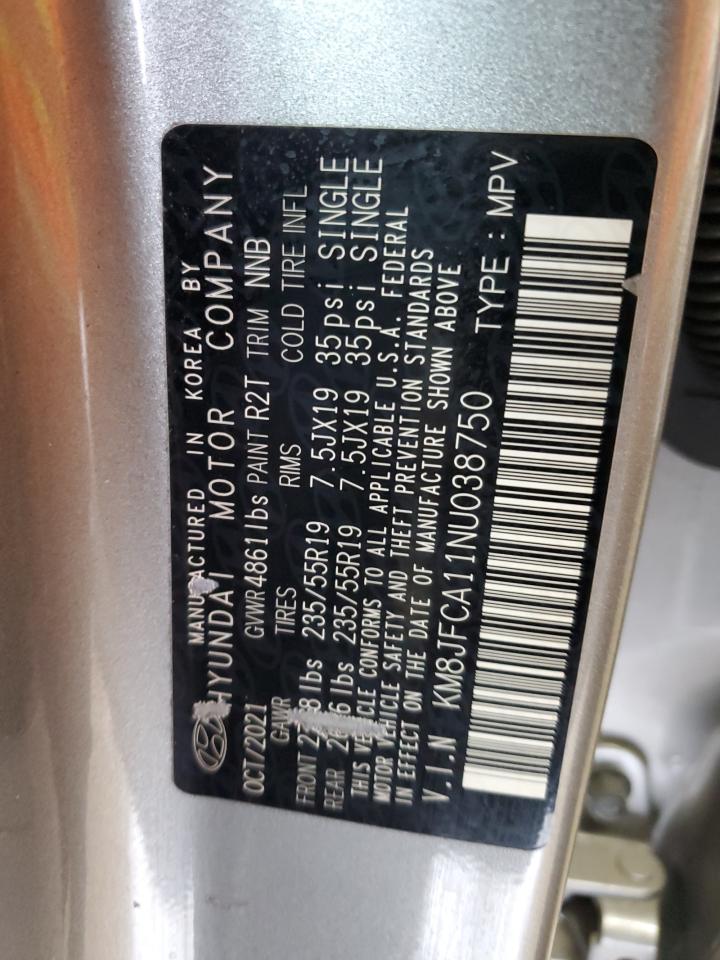 MANUFACTURED IN KOREA BY
HYUNDAI MOTOR COMPANY
OCT/2021 GVWR 4861lbs PAINT R2T TRIM NNB
GAWR TIRES RIMS COLD TIRE INFL
FRONT lbs 235/55R19 7.5JX19 35psi SINGLE
REAR lbs 235/55R19 7.5JX19 35psi SINGLE
THIS VEHICLE CONFORMS TO ALL APPLICABLE U.S.A. FEDERAL
MOTOR VEHICLE SAFETY AND THEFT PREVENTION STANDARDS
IN EFFECT ON THE DATE OF MANUFACTURE SHOWN ABOVE
V.I.N KM8JFCA11NU038750 TYPE : MPV